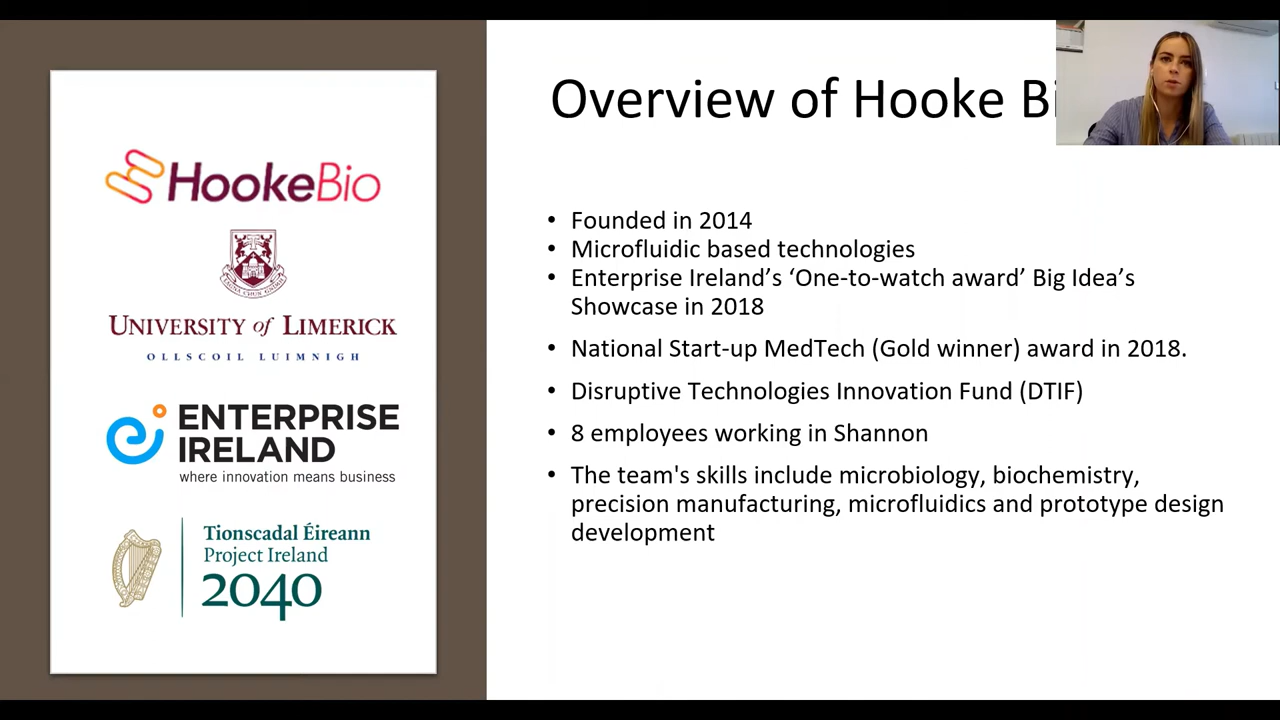 Overview of Hooke Bi
HookeBio
UNIVERSITY of LIMERICK
OLLSCOIL LUIMNIGH
ENTERPRISE
IRELAND
where innovation means business
Tionscadal Éireann
Project Ireland
2040
• Founded in 2014
• Microfluidic based technologies
• Enterprise Ireland’s ‘One-to-watch award’ Big Idea’s
Showcase in 2018
• National Start-up MedTech (Gold winner) award in 2018.
• Disruptive Technologies Innovation Fund (DTIF)
• 8 employees working in Shannon
• The team's skills include microbiology, biochemistry,
precision manufacturing, microfluidics and prototype design
development